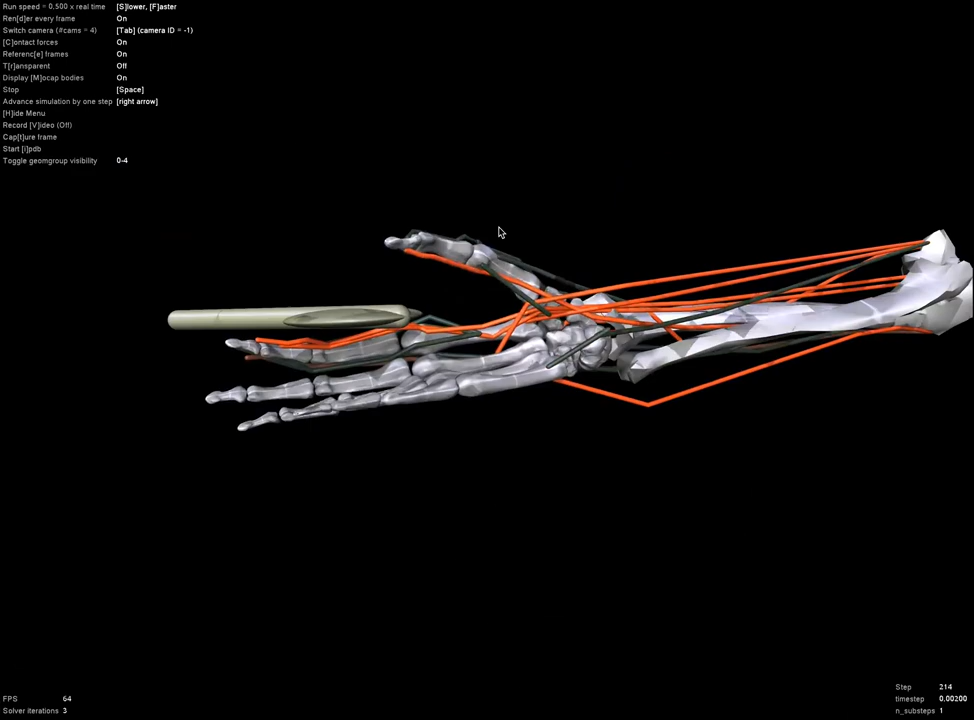 Run speed = 0.500 x real time [S]lower, [F]aster
Ren[d]er every frame On
Switch camera (#cams = 4) [Tab] (camera ID = -1)
[C]ontact forces On
Referenc[e] frames On
T[r]ansparent Off
Display [M]ocap bodies On
Stop [Space]
Advance simulation by one step [right arrow]
[H]ide Menu
Record [V]ideo (Off)
Cap[t]ure frame
Start [i]pdb
Toggle geomgroup visibility 0-4
FPS 64
Solver iterations 3
Step 214
timestep 0.00200
n_substeps 1